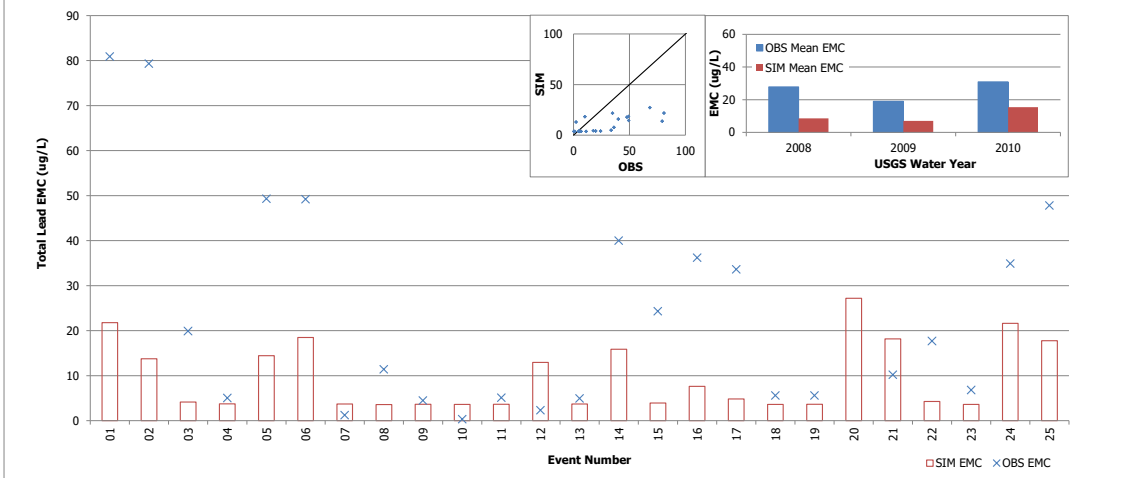 90
80
70
60
50
40
30
20
10
0
Total Lead EMC (ug/L)
01 02 03 04 05 06 07 08 09 10 11 12 13 14 15 16 17 18 19 20 21 22 23 24 25
Event Number
SIM EMC OBS EMC
100
50
0
SIM
0 50 100
OBS
60
40
20
0
EMC (ug/L)
OBS Mean EMC
SIM Mean EMC
2008 2009 2010
USGS Water Year